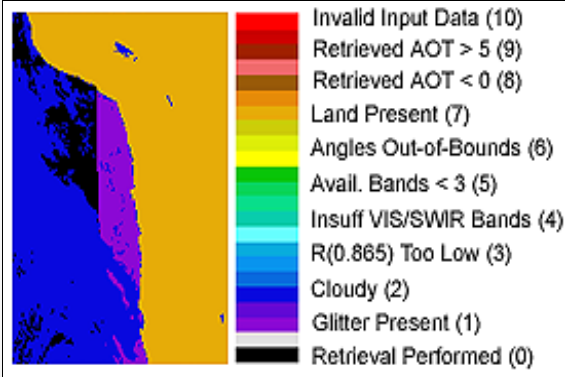 Invalid Input Data (10)
Retrieved AOT > 5 (9)
Retrieved AOT < 0 (8)
Land Present (7)
Angles Out-of-Bounds (6)
Avail. Bands < 3 (5)
Insuff VIS/SWIR Bands (4)
R(0.865) Too Low (3)
Cloudy (2)
Glitter Present (1)
Retrieval Performed (0)